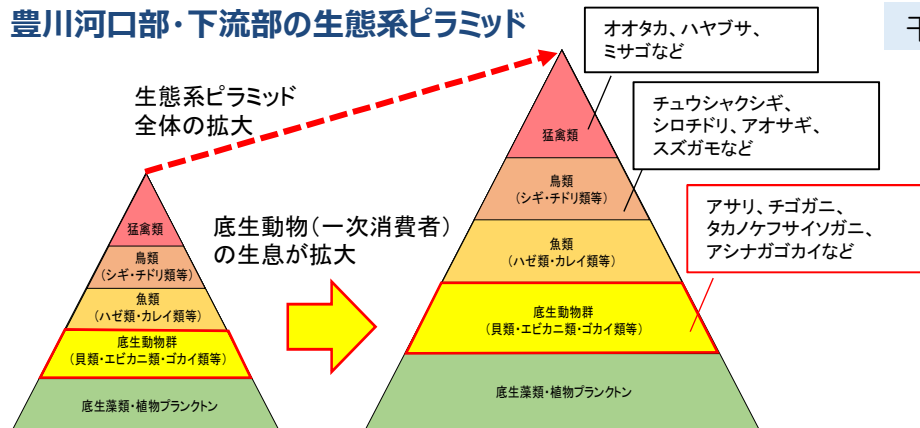 豊川河口部・下流部の生態系ピラミッド
生態系ピラミッド
全体の拡大
猛禽類
鳥類
(シギ・チドリ類等)
魚類
(ハゼ類・カレイ類等)
底生動物群
(貝類・エビカニ類・ゴカイ類等)
底生藻類・植物プランクトン
底生動物(一次消費者)
の生息が拡大
猛禽類
鳥類
(シギ・チドリ類等)
魚類
(ハゼ類・カレイ類等)
底生動物群
(貝類・エビカニ類・ゴカイ類等)
底生藻類・植物プランクトン
オオタカ、ハヤブサ、
ミサゴなど
チュウシャクシギ、
シロチドリ、アオサギ、
スズガモなど
アサリ、チゴガニ、
タカノケフサイソガニ、
アシナガゴカイなど